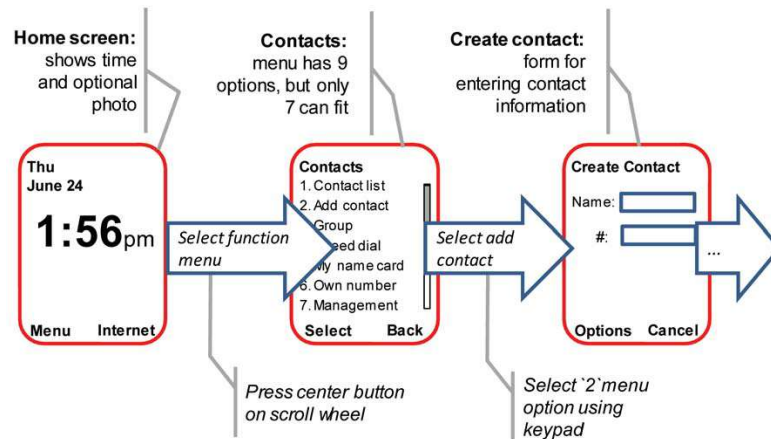 Home screen:
shows time
and optional
photo
Contacts:
menu has 9
options, but only
7 can fit
Create contact:
form for
entering contact
information
Thu
June 24
1:56pm
Menu Internet
Select function
menu
Contacts
1. Contact list
2. Add contact
Group
name card
6. Own number
7. Management
Select Back
Select add
contact
Create Contact
Name:
#:
Options Cancel
...
Press center button
on scroll wheel
Select `2`menu
option using
keypad